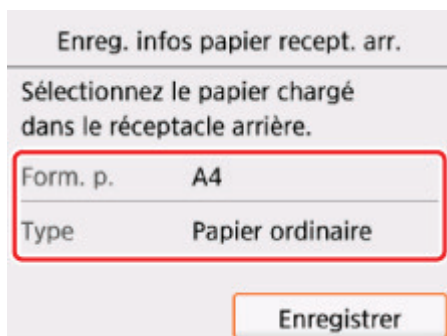 Enreg. infos papier recept. arr.
Sélectionnez le papier chargé
dans le réceptacle arrière.
Form. p. A4
Type Papier ordinaire
Enregistrer